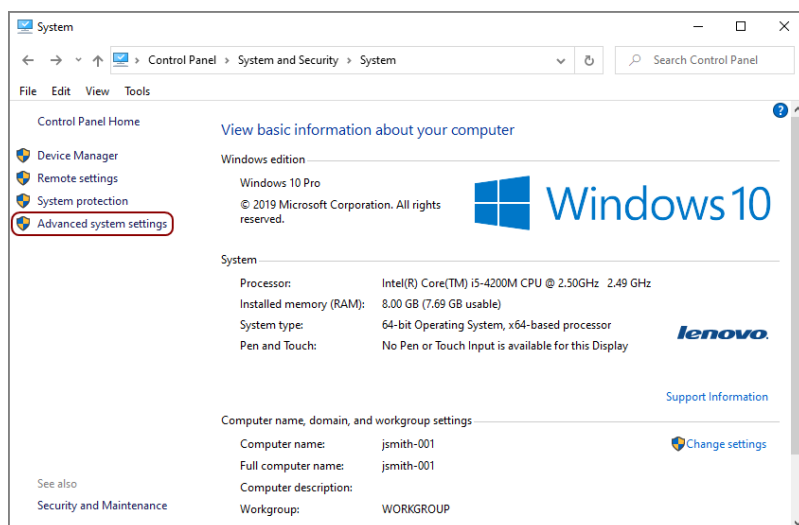 System
Control Panel > System and Security > System
Search Control Panel
File Edit View Tools
Control Panel Home
Device Manager
Remote settings
System protection
Advanced system settings
See also
Security and Maintenance
?
View basic information about your computer
Windows edition
Windows 10 Pro
© 2019 Microsoft Corporation. All rights
reserved.
Windows 10
System
Processor: Intel(R) Core(TM) i5-4200M CPU @ 2.50GHz 2.49 GHz
Installed memory (RAM): 8.00 GB (7.69 GB usable)
System type: 64-bit Operating System, x64-based processor
Pen and Touch: No Pen or Touch Input is available for this Display
lenovo.
Support Information
Computer name, domain, and workgroup settings
Computer name: jsmith-001
Change settings
Full computer name: jsmith-001
Computer description:
Workgroup: WORKGROUP